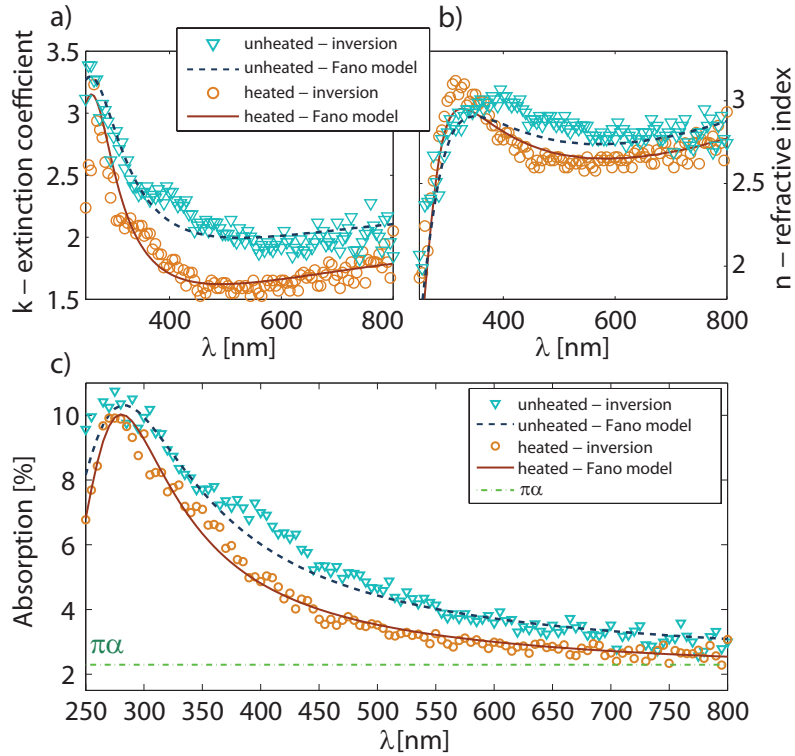 a)
b)
3.5
3
2.5
2
1.5
k – extinction coefficient
400
600
800
λ [nm]
unheated – inversion
unheated – Fano model
heated – inversion
heated – Fano model
400
600
800
λ [nm]
3
2.5
2
n – refractive index
c)
10
8
6
4
2
Absorption [%]
unheated – inversion
unheated – Fano model
heated – inversion
heated – Fano model
πα
πα
250 300 350 400 450 500 550 600 650 700 750 800
λ [nm]